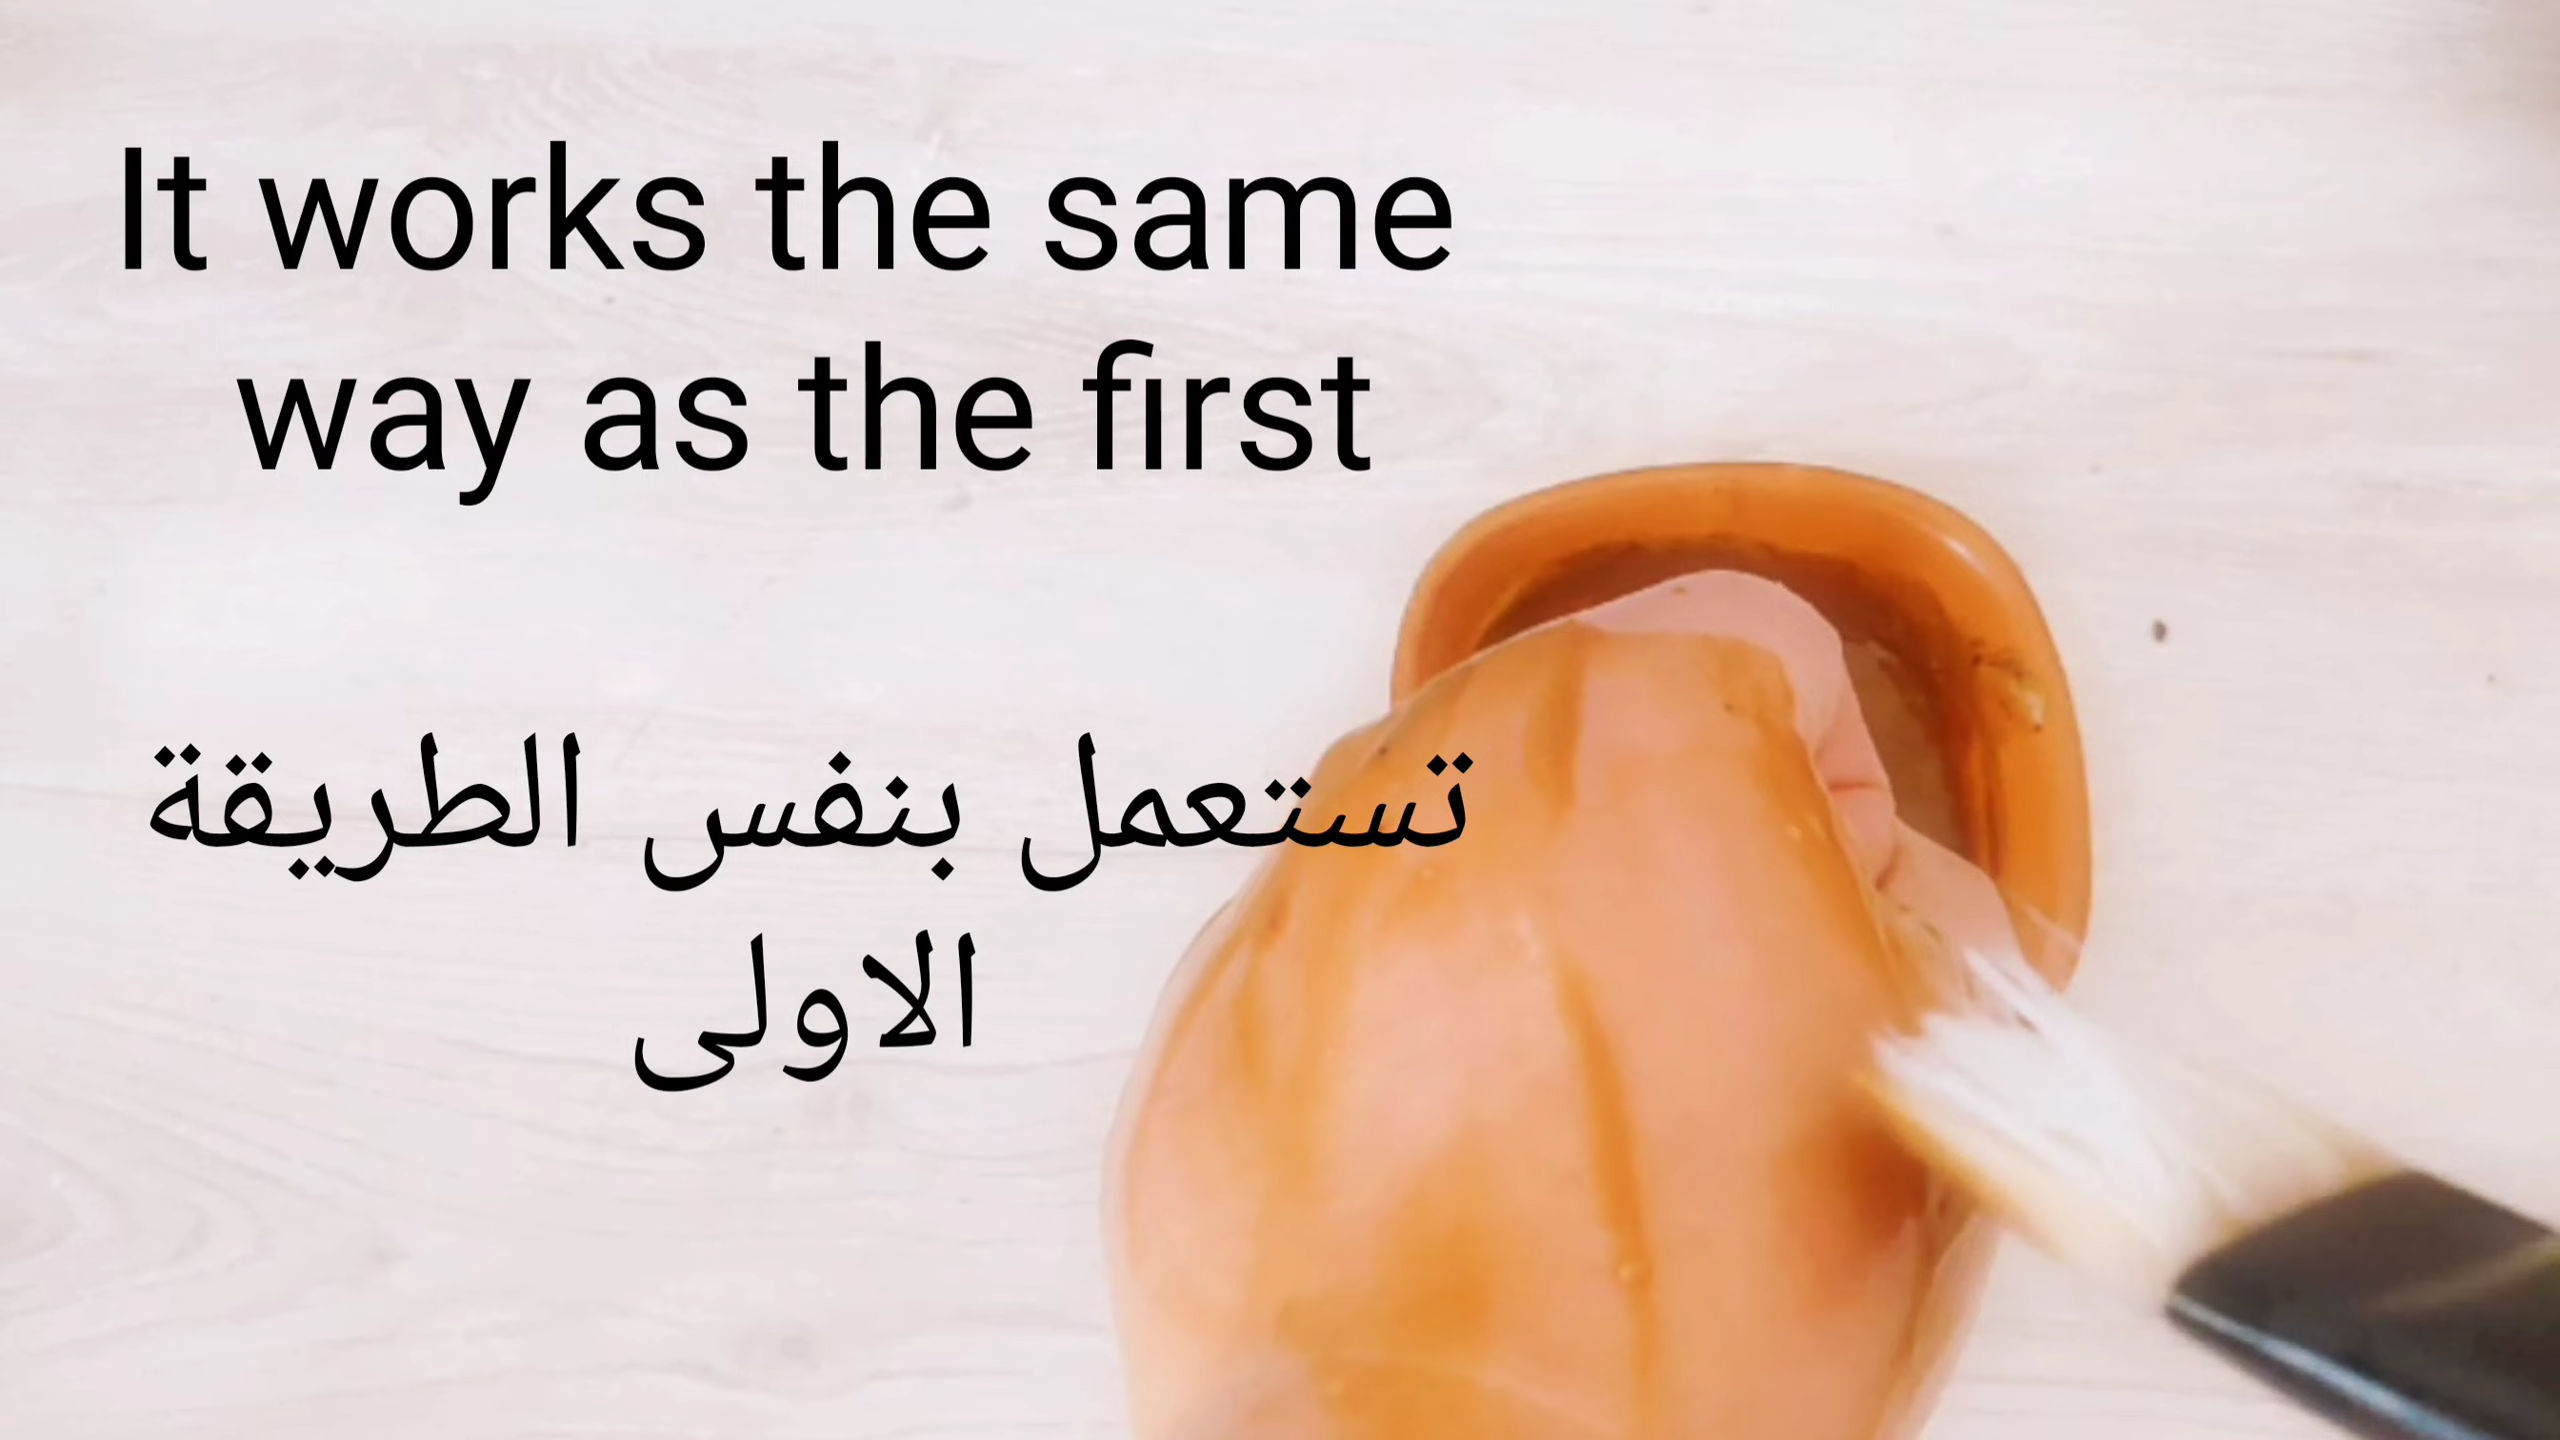 It works the same
way as the first
تستعمل بنفس الطريقة
الاولى